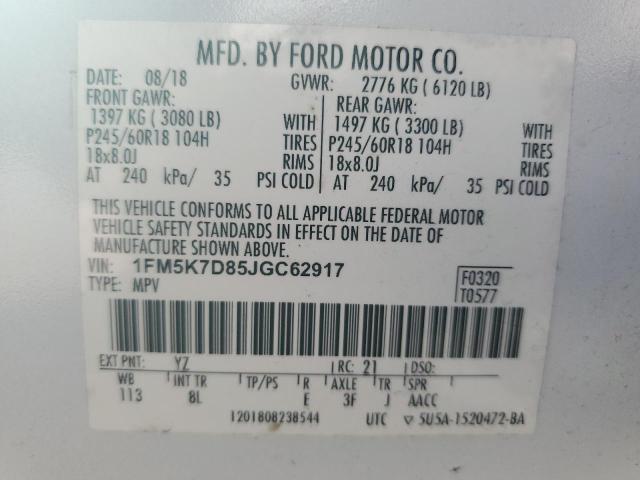 MFD. BY FORD MOTOR CO.
DATE: 08/18 GVWR: 2776 KG ( 6120 LB)
FRONT GAWR: REAR GAWR:
1397 KG ( 3080 LB) WITH 1497 KG ( 3300 LB) WITH
P245/60R18 104H TIRES P245/60R18 104H TIRES
18x8.0J RIMS 18x8.0J RIMS
AT 240 kPa/ 35 PSI COLD AT 240 kPa/ 35 PSI COLD
THIS VEHICLE CONFORMS TO ALL APPLICABLE FEDERAL MOTOR
VEHICLE SAFETY STANDARDS IN EFFECT ON THE DATE OF
MANUFACTURE SHOWN ABOVE.
VIN: 1FM5K7D85JGC62917 F0320
TYPE: MPV T0577
EXT PNT: YZ RC: 21 DSO:
WB INT TR TP/PS R AXLE TR SPR
113 8L E 3F J AACC
1201808238544 UTC ▽ 5U5A-1520472-BA